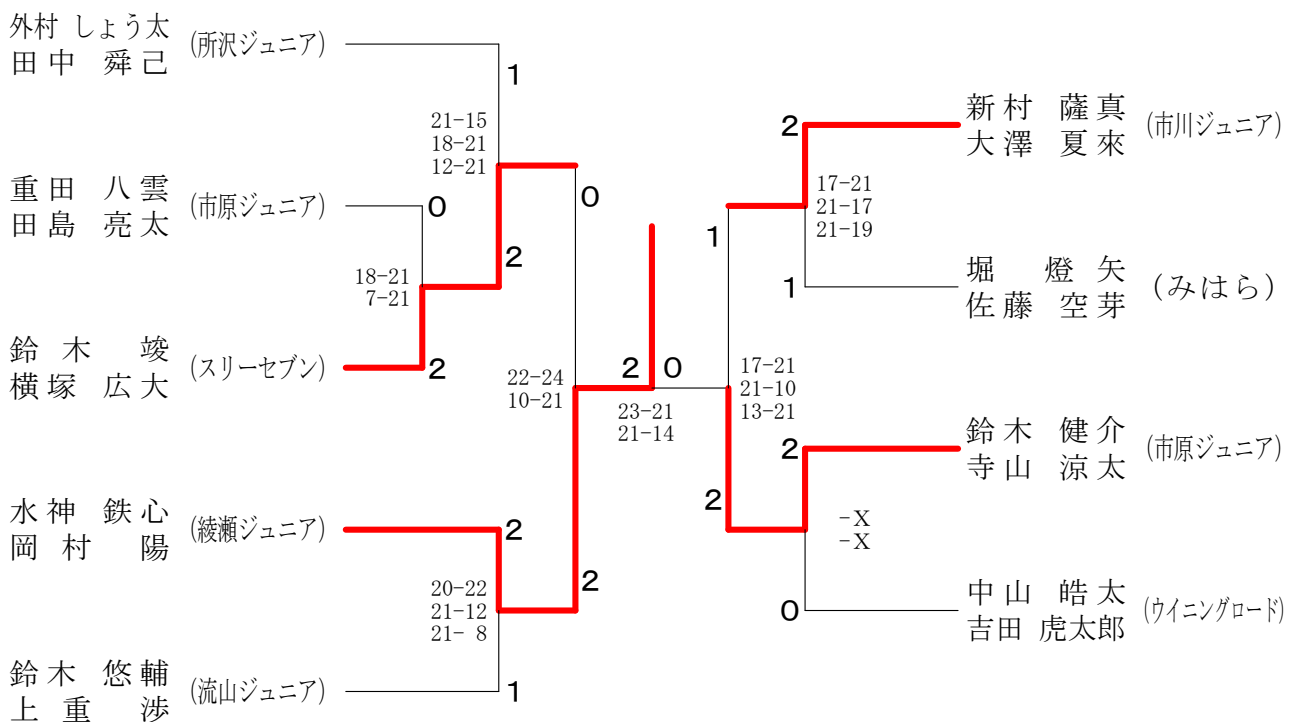 外村 しょう太
田中 舜己
(所沢ジュニア)
1
21-15
18-21
12-21
重田 八雲
田島 亮太
(市原ジュニア)
0
0
2
18-21
7-21
鈴木 竣
横塚 広大
(スリーセブン)
2
22-24
10-21
水神 鉄心
岡村 陽
(綾瀬ジュニア)
2
2
20-22
21-12
21- 8
鈴木 悠輔
上重 渉
(流山ジュニア)
1
2
0
23-21
21-14
2
新村 薩真
大澤 夏來
(市川ジュニア)
17-21
21-17
21-19
1
1
堀 燈矢
佐藤 空芽
(みはら)
17-21
21-10
13-21
2
鈴木 健介
寺山 涼太
(市原ジュニア)
2
-X
-X
0
中山 皓太
吉田 虎太郎
(ウイニングロード)